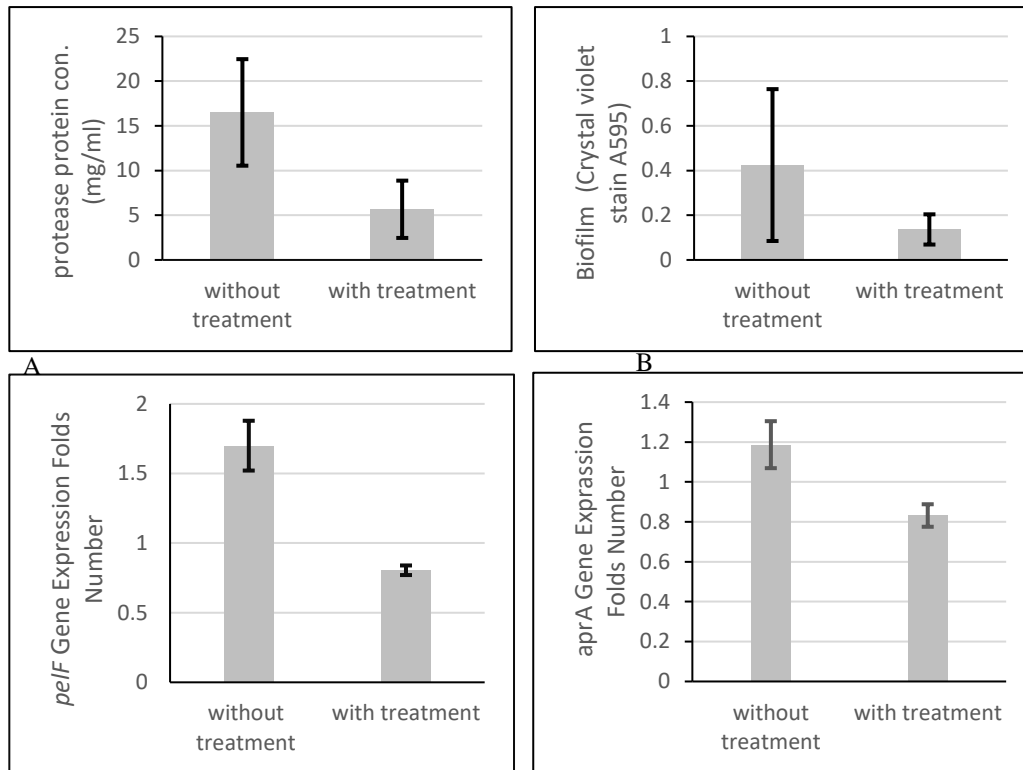 protease protein con.
(mg/ml)
25
20
15
10
5
0
without
treatment
with treatment
Biofilm (Crystal violet
stain A595)
1
0.8
0.6
0.4
0.2
0
without
treatment
with treatment
A
B
pelF Gene Expression Folds
Number
2
1.5
1
0.5
0
without
treatment
with treatment
aprA Gene Exprassion
Folds Number
1.4
1.2
1
0.8
0.6
0.4
0.2
0
without
treatment
with treatment